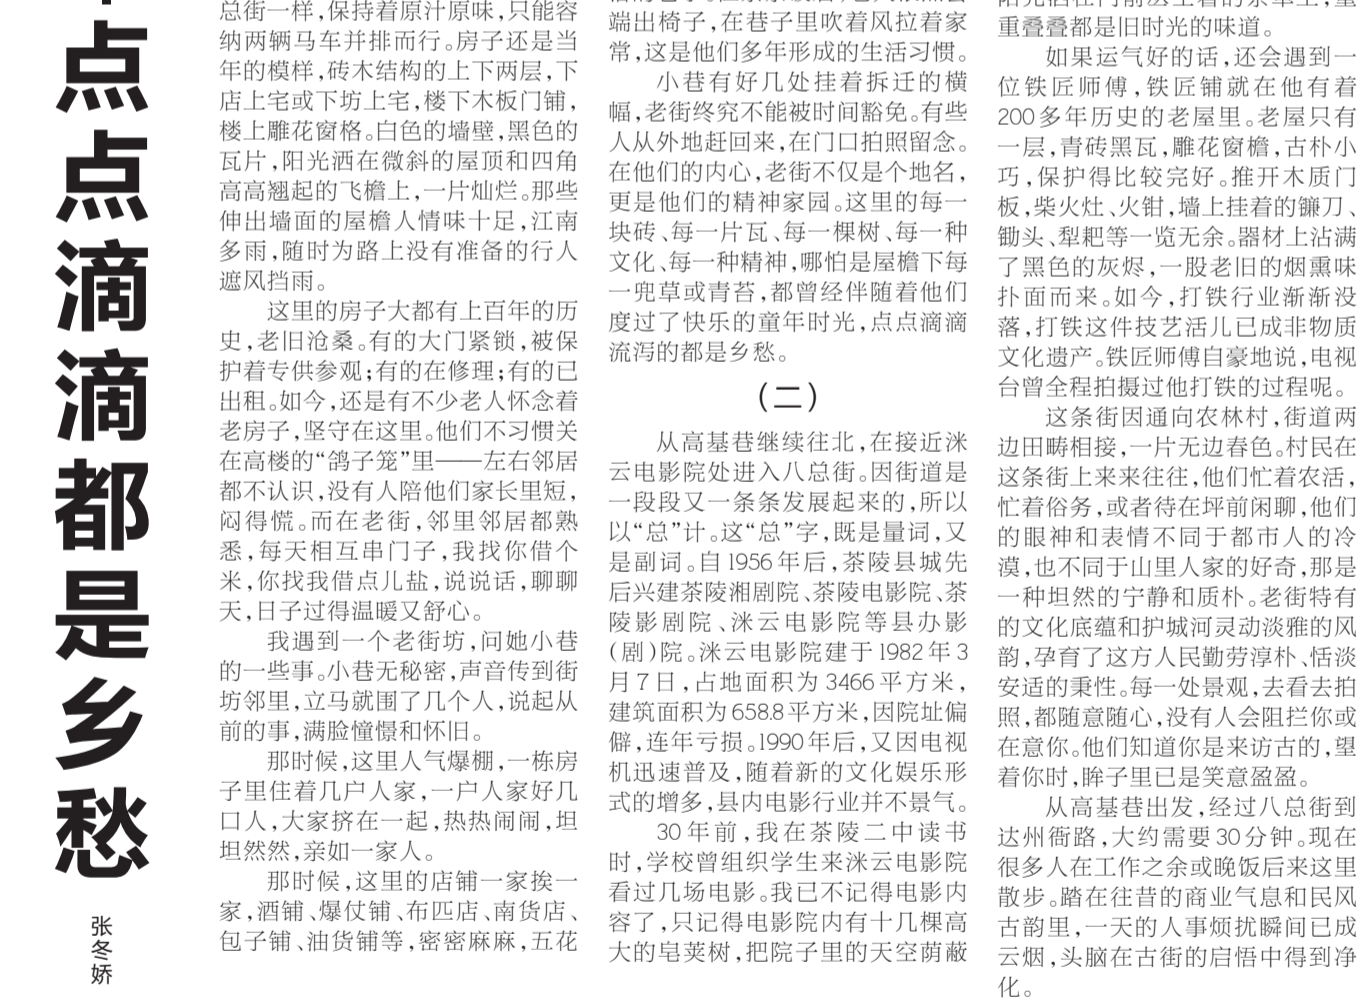 点
点
滴
滴
都
是
乡
愁
张冬娇
总街一样,保持着原汁原味,只能容
纳两辆马车并排而行。房子还是当
年的模样,砖木结构的上下两层,下
店上宅或下坊上宅,楼下木板门铺,
楼上雕花窗格。白色的墙壁,黑色的
瓦片,阳光洒在微斜的屋顶和四角
高高翘起的飞檐上,一片灿烂。那些
伸出墙面的屋檐人情味十足,江南
多雨,随时为路上没有准备的行人
遮风挡雨。
这里的房子大都有上百年的历
史,老旧沧桑。有的大门紧锁,被保
护着专供参观;有的在修理;有的已
出租。如今,还是有不少老人怀念着
老房子,坚守在这里。他们不习惯关
在高楼的“鸽子笼”里——左右邻居
都不认识,没有人陪他们家长里短,
闷得慌。而在老街,邻里邻居都熟
悉,每天相互串门子,我找你借个
米,你找我借点儿盐,说说话,聊聊
天,日子过得温暖又舒心。
我遇到一个老街坊,问她小巷
的一些事。小巷无秘密,声音传到街
坊邻里,立马就围了几个人,说起从
前的事,满脸憧憬和怀旧。
那时候,这里人气爆棚,一栋房
子里住着几户人家,一户人家好几
口人,大家挤在一起,热热闹闹,坦
坦然然,亲如一家人。
那时候,这里的店铺一家挨一
家,酒铺、爆仗铺、布匹店、南货店、
包子铺、油货铺等,密密麻麻,五花
端出椅子,在巷子里吹着风拉着家
常,这是他们多年形成的生活习惯。
小巷有好几处挂着拆迁的横
幅,老街终究不能被时间豁免。有些
人从外地赶回来,在门口拍照留念。
在他们的内心,老街不仅是个地名,
更是他们的精神家园。这里的每一
块砖、每一片瓦、每一棵树、每一种
文化、每一种精神,哪怕是屋檐下每
一兜草或青苔,都曾经伴随着他们
度过了快乐的童年时光,点点滴滴
流泻的都是乡愁。
(二)
从高基巷继续往北,在接近洣
云电影院处进入八总街。因街道是
一段段又一条条发展起来的,所以
以“总”计。这“总”字,既是量词,又
是副词。自1956年后,茶陵县城先
后兴建茶陵湘剧院、茶陵电影院、茶
陵影剧院、洣云电影院等县办影
(剧)院。洣云电影院建于1982年3
月7日,占地面积为3466平方米,
建筑面积为658.8平方米,因院址偏
僻,连年亏损。1990年后,又因电视
机迅速普及,随着新的文化娱乐形
式的增多,县内电影行业并不景气。
30年前,我在茶陵二中读书
时,学校曾组织学生来洣云电影院
看过几场电影。我已不记得电影内
容了,只记得电影院内有十几棵高
大的皂荚树,把院子里的天空荫蔽
重叠叠都是旧时光的味道。
如果运气好的话,还会遇到一
位铁匠师傅,铁匠铺就在他有着
200多年历史的老屋里。老屋只有
一层,青砖黑瓦,雕花窗檐,古朴小
巧,保护得比较完好。推开木质门
板,柴火灶、火钳,墙上挂着的镰刀、
锄头、犁耙等一览无余。器材上沾满
了黑色的灰烬,一股老旧的烟熏味
扑面而来。如今,打铁行业渐渐没
落,打铁这件技艺活儿已成非物质
文化遗产。铁匠师傅自豪地说,电视
台曾全程拍摄过他打铁的过程呢。
这条街因通向农林村,街道两
边田畴相接,一片无边春色。村民在
这条街上来来往往,他们忙着农活,
忙着俗务,或者待在坪前闲聊,他们
的眼神和表情不同于都市人的冷
漠,也不同于山里人家的好奇,那是
一种坦然的宁静和质朴。老街特有
的文化底蕴和护城河灵动淡雅的风
韵,孕育了这方人民勤劳淳朴、恬淡
安适的秉性。每一处景观,去看去拍
照,都随意随心,没有人会阻拦你或
在意你。他们知道你是来访古的,望
着你时,眸子里已是笑意盈盈。
从高基巷出发,经过八总街到
达州衙路,大约需要30分钟。现在
很多人在工作之余或晚饭后来这里
散步。踏在往昔的商业气息和民风
古韵里,一天的人事烦扰瞬间已成
云烟,头脑在古街的启悟中得到净
化。